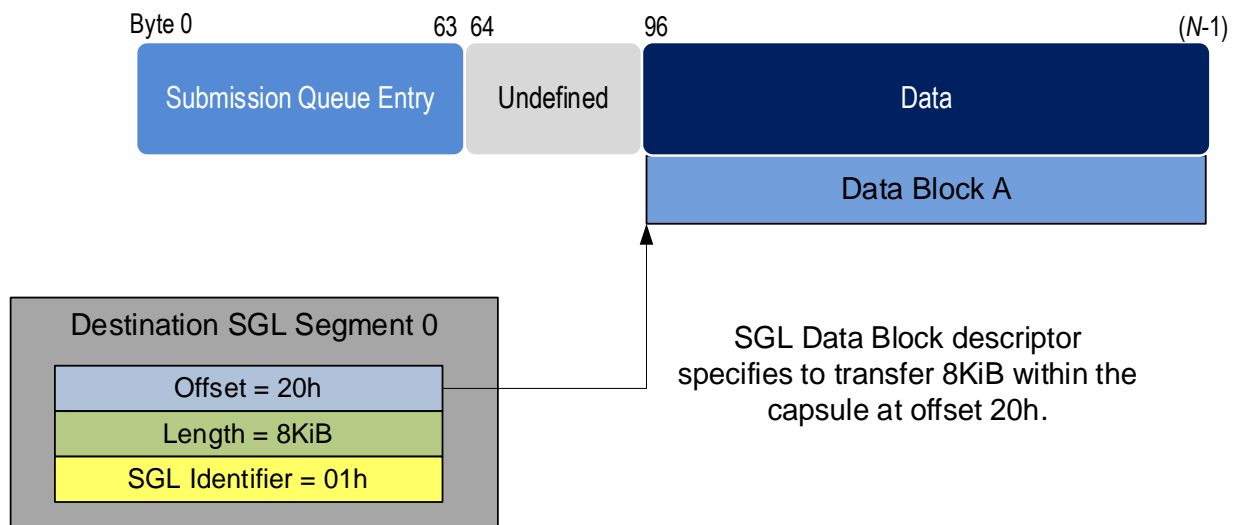 Byte 0 63 64 96 (N-1)
Submission Queue Entry Undefined Data
Data Block A
Destination SGL Segment 0
Offset = 20h
Length = 8KiB
SGL Identifier = 01h
SGL Data Block descriptor
specifies to transfer 8KiB within the
capsule at offset 20h.